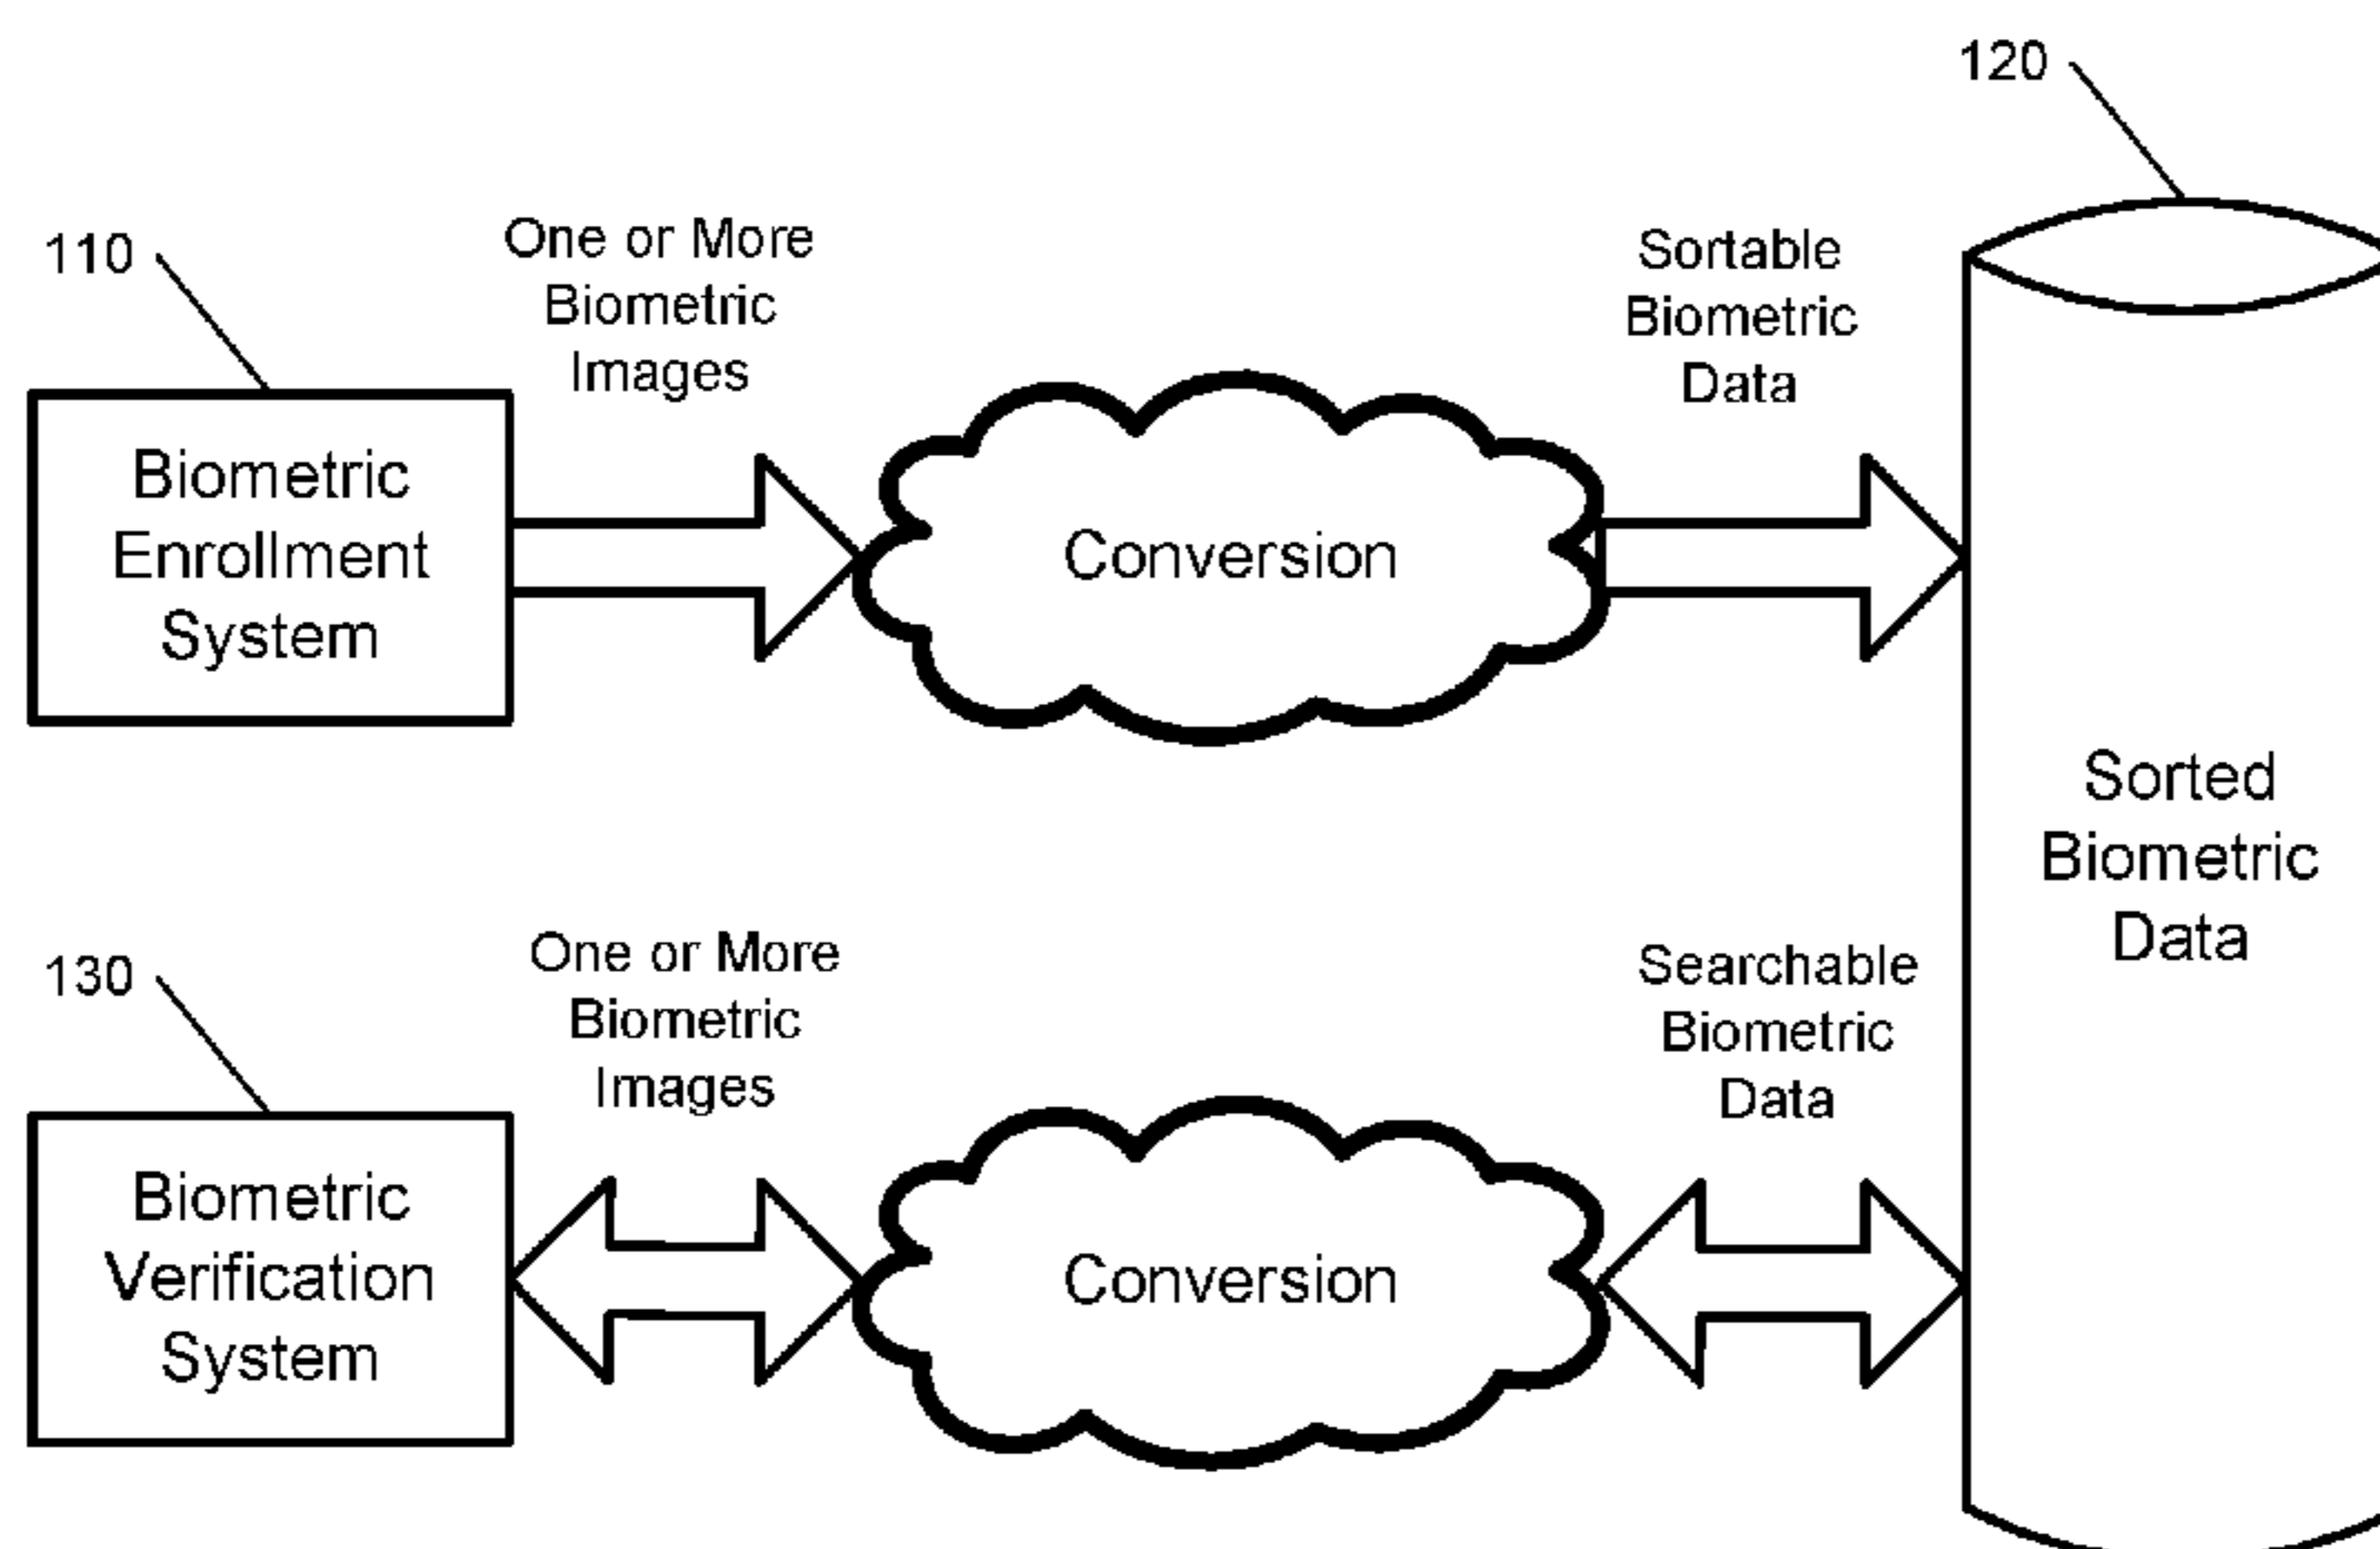 120
110
One or More
Biometric
Images
Sortable
Biometric
Data
Biometric
Enrollment
System
Conversion
Sorted
Biometric
Data
130
One or More
Biometric
Images
Searchable
Biometric
Data
Biometric
Verification
System
Conversion